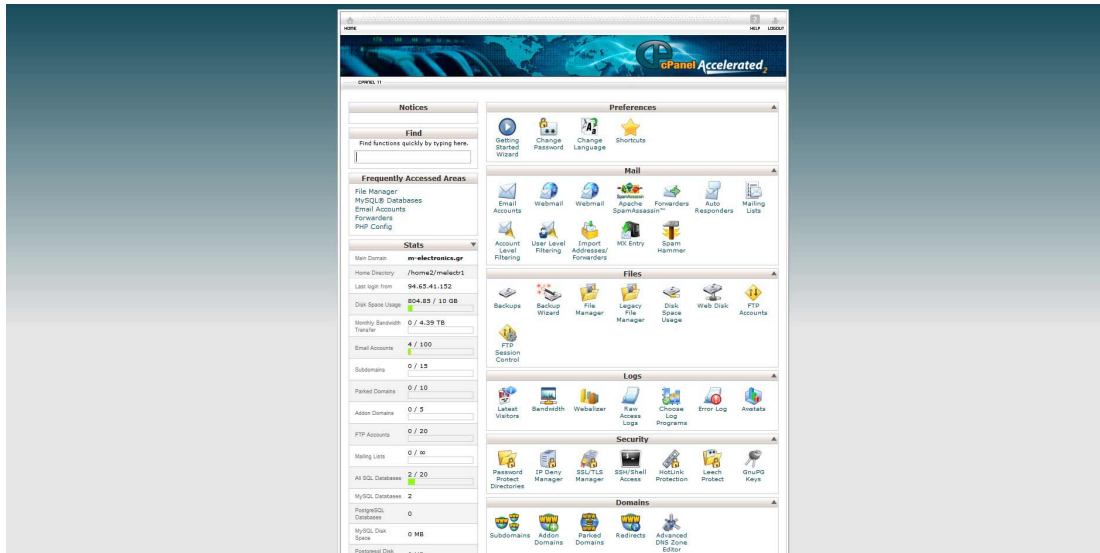 HOME
HELP LOGOUT
cPanel Accelerated2
CPANEL 11
Notices
Find
Find functions quickly by typing here.
Frequently Accessed Areas
File Manager
MySQL® Databases
Email Accounts
Forwarders
PHP Config
Stats
Main Domain m-electronics.gr
Home Directory /home2/melectr1
Last login from 94.65.41.152
Disk Space Usage 804.85 / 10 GB
Monthly Bandwidth Transfer 0 / 4.39 TB
Email Accounts 4 / 100
Subdomains 0 / 15
Parked Domains 0 / 10
Addon Domains 0 / 5
FTP Accounts 0 / 20
Mailing Lists 0 / ∞
All SQL Databases 2 / 20
MySQL Databases 2
PostgreSQL Databases 0
MySQL Disk Space 0 MB
Postgresql Disk
Preferences
Getting Started Wizard
Change Password
Change Language
Shortcuts
Mail
Email Accounts
Webmail
Webmail
Apache SpamAssassin™
Forwarders
Auto Responders
Mailing Lists
Account Level Filtering
User Level Filtering
Import Addresses/ Forwarders
MX Entry
Spam Hammer
Files
Backups
Backup Wizard
File Manager
Legacy File Manager
Disk Space Usage
Web Disk
FTP Accounts
FTP Session Control
Logs
Latest Visitors
Bandwidth
Webalizer
Raw Access Logs
Choose Log Programs
Error Log
Awstats
Security
Password Protect Directories
IP Deny Manager
SSL/TLS Manager
SSH/Shell Access
HotLink Protection
Leech Protect
GnuPG Keys
Domains
Subdomains
Addon Domains
Parked Domains
Redirects
Advanced DNS Zone Editor